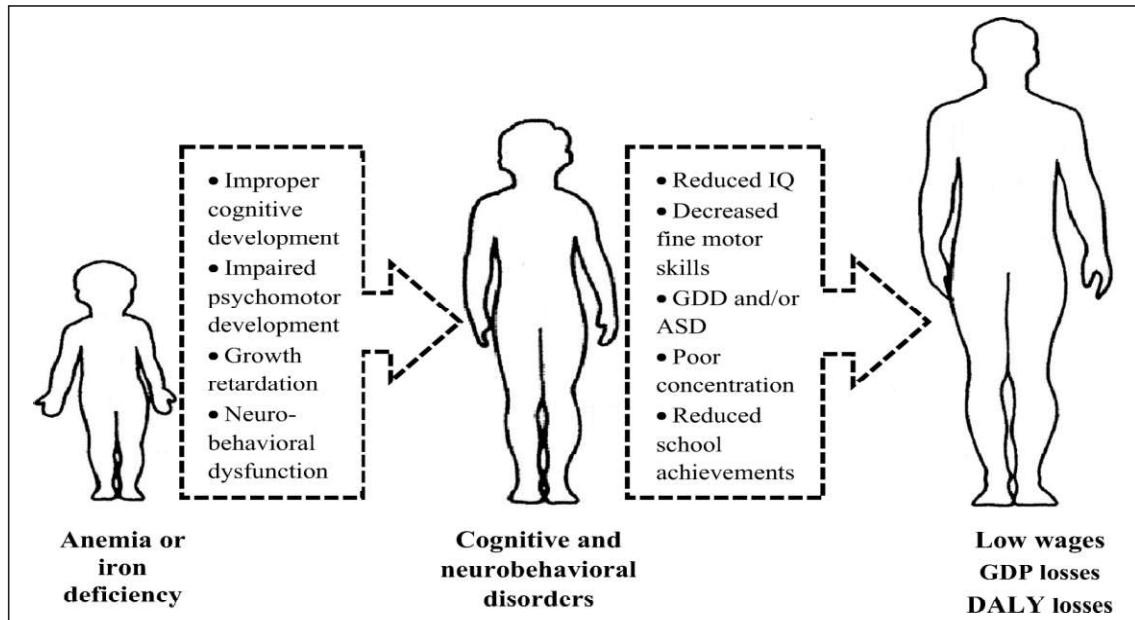 • Improper
cognitive
development
• Impaired
psychomotor
development
• Growth
retardation
• Neuro-
behavioral
dysfunction
• Reduced IQ
• Decreased
fine motor
skills
• GDD and/or
ASD
• Poor
concentration
• Reduced
school
achievements
Anemia or
iron
deficiency
Cognitive and
neurobehavioral
disorders
Low wages
GDP losses
DALY losses